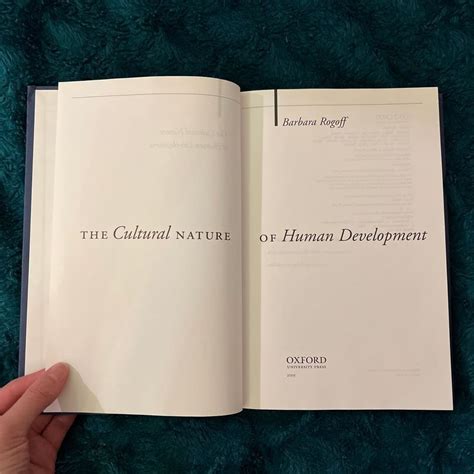 Barbara Rogoff
THE Cultural NATURE OF Human Development
OXFORD
UNIVERSITY PRESS